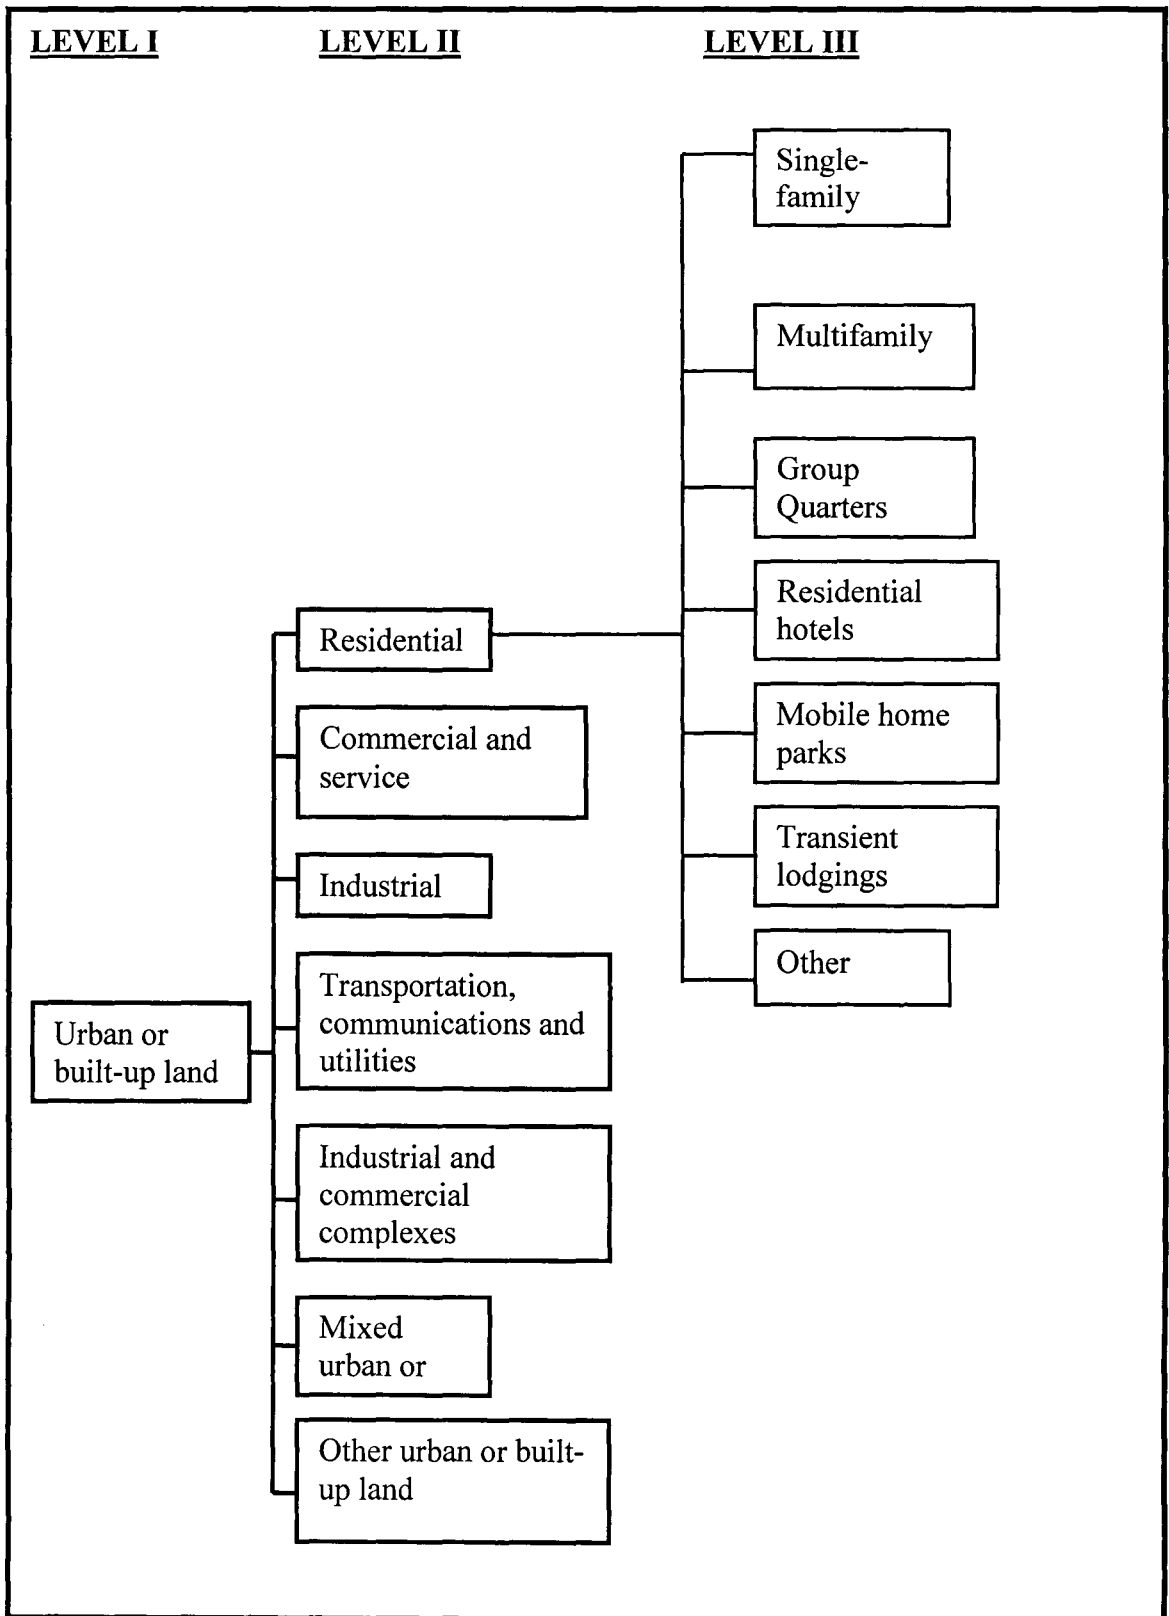 LEVEL I
LEVEL II
LEVEL III
Single-
family
Multifamily
Group
Quarters
Residential
hotels
Mobile home
parks
Transient
lodgings
Other
Residential
Commercial and
service
Industrial
Transportation,
communications and
utilities
Industrial and
commercial
complexes
Mixed
urban or
Other urban or built-
up land
Urban or
built-up land